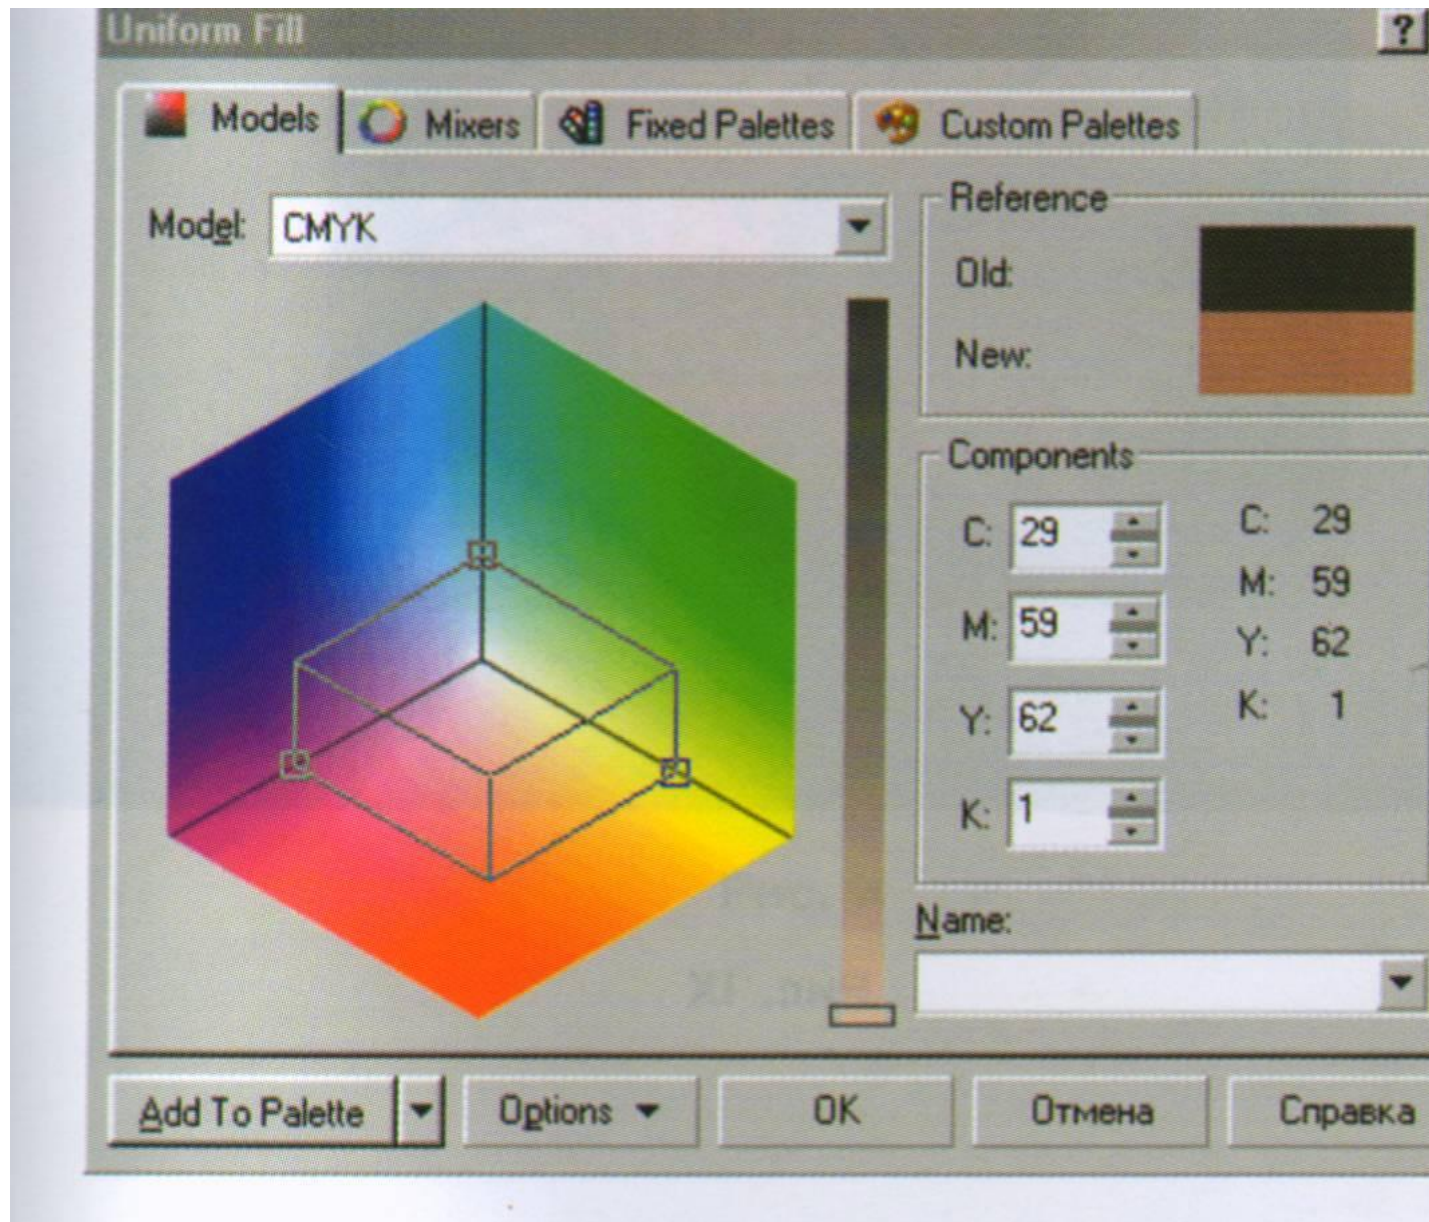 Uniform Fill ?
Models Mixers Fixed Palettes Custom Palettes
Model: CMYK
Reference
Old:
New:
Components
C: 29 C: 29
M: 59 M: 59
Y: 62 Y: 62
K: 1 K: 1
Name:
Add To Palette Options OK Отмена Справка